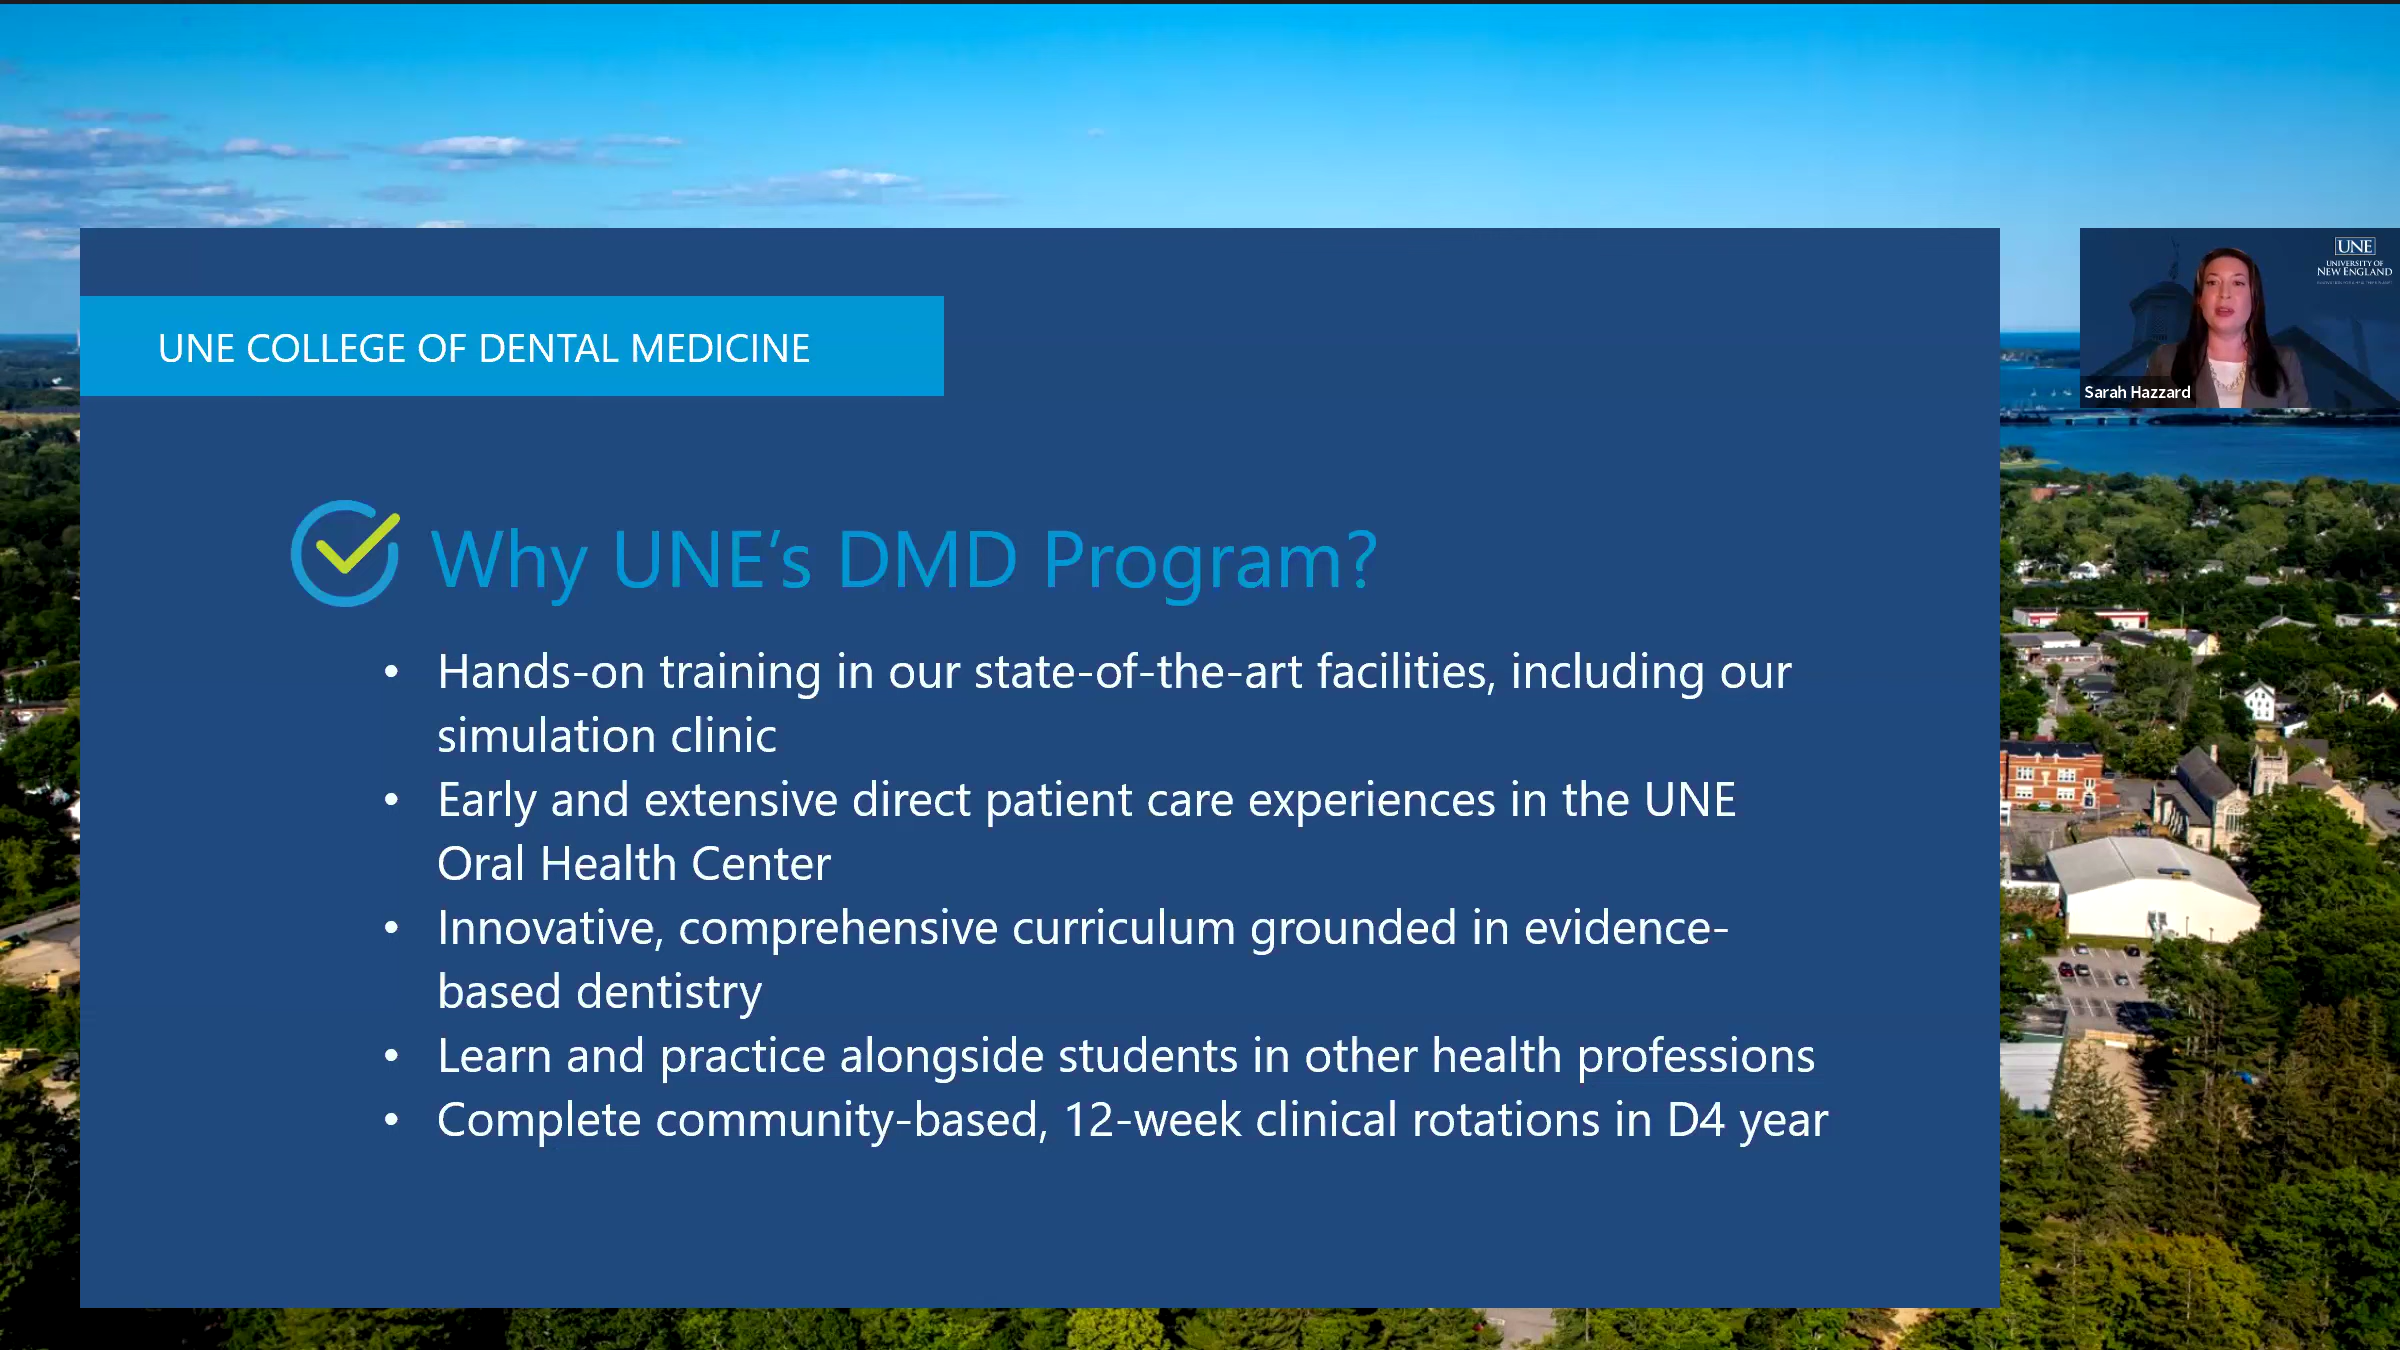 UNE COLLEGE OF DENTAL MEDICINE
Why UNE’s DMD Program?
• Hands-on training in our state-of-the-art facilities, including our
simulation clinic
• Early and extensive direct patient care experiences in the UNE
Oral Health Center
• Innovative, comprehensive curriculum grounded in evidence-
based dentistry
• Learn and practice alongside students in other health professions
• Complete community-based, 12-week clinical rotations in D4 year
UNE
UNIVERSITY OF
NEW ENGLAND
Sarah Hazzard